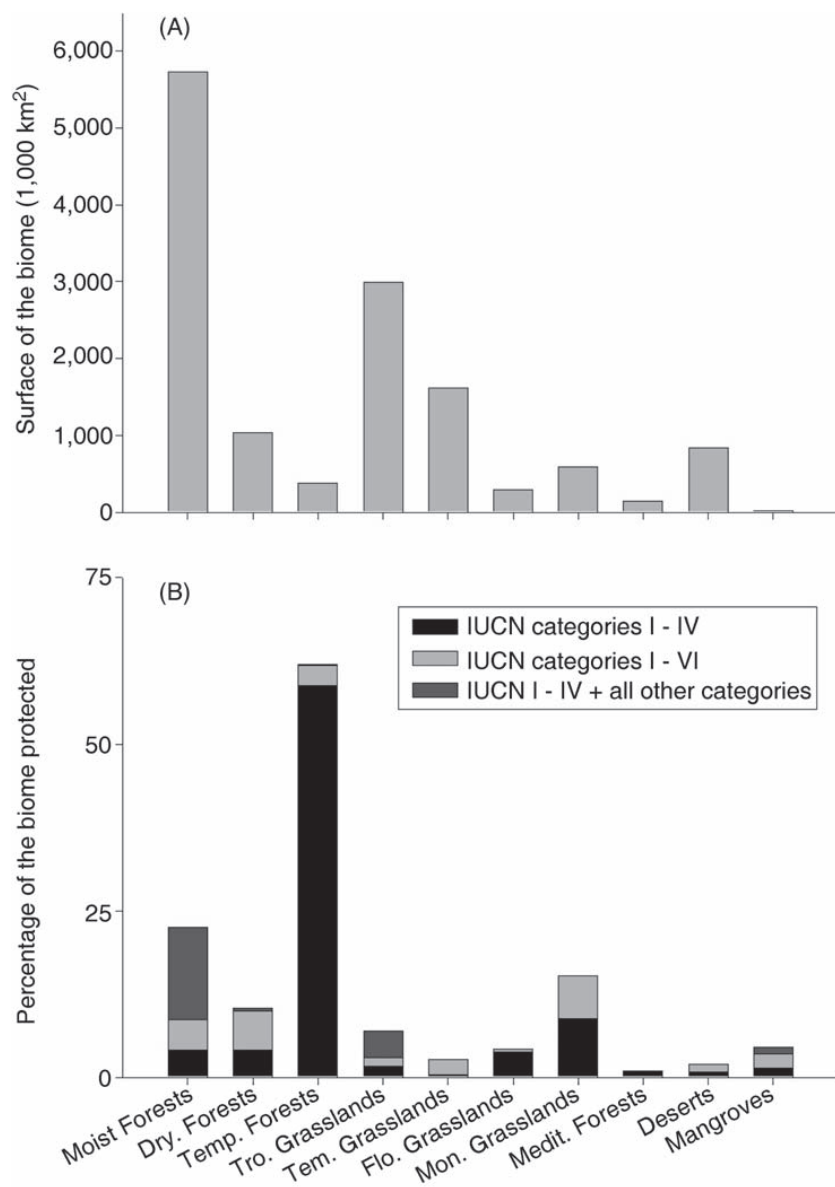 (A)
Surface of the biome (1,000 km²)
6,000
5,000
4,000
3,000
2,000
1,000
0
(B)
Percentage of the biome protected
75
50
25
0
IUCN categories I - IV
IUCN categories I - VI
IUCN I - IV + all other categories
Moist Forests
Dry. Forests
Temp. Forests
Tro. Grasslands
Tem. Grasslands
Flo. Grasslands
Mon. Grasslands
Medit. Forests
Deserts
Mangroves